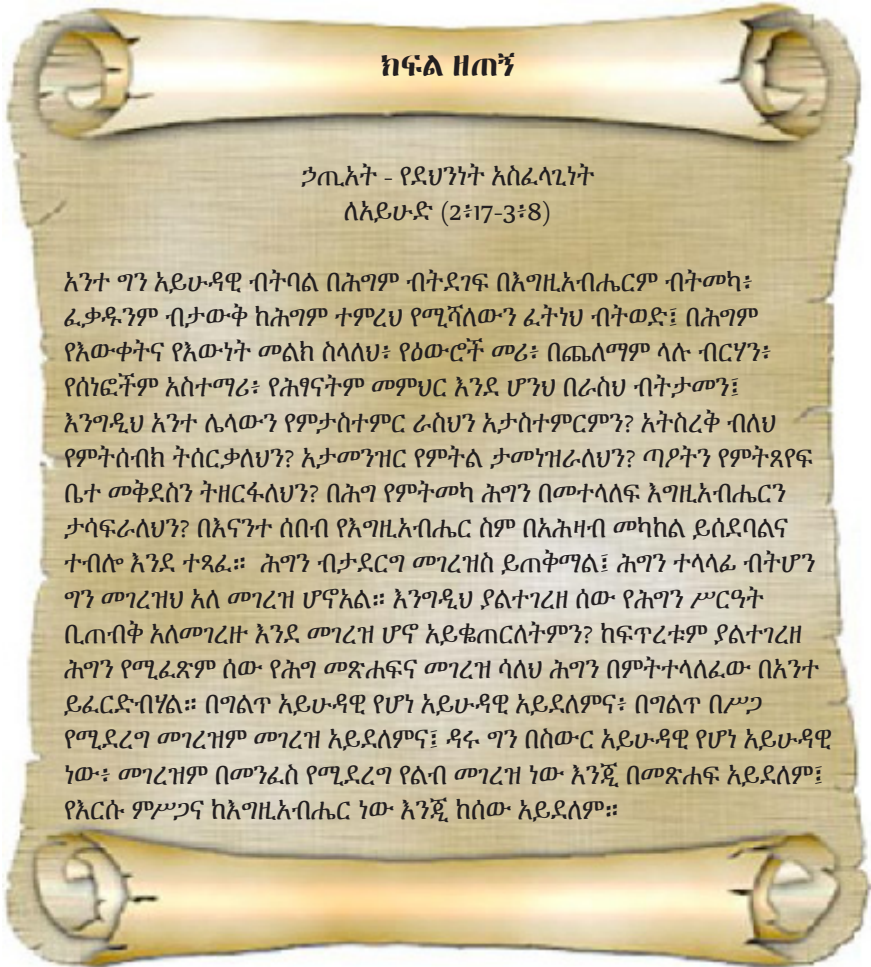 ክፍል ዘጠኝ
ኃጢአት - የደህንነት አስፈላጊነት
ለአይሁድ (2፥17-3፥8)
አንተ ግን አይሁዳዊ ብትባል በሕግም ብትደገፍ በእግዚአብሔርም ብትመካ፥
ፈቃዱንም ብታውቅ ከሕግም ተምረህ የሚሻለውን ፈትነህ ብትወድ፤ በሕግም
የእውቀትና የእውነት መልክ ስላለህ፥ የዕውሮች መሪ፥ በጨለማም ላሉ ብርሃን፥
የሰነፎችም አስተማሪ፥ የሕፃናትም መምህር እንደ ሆንህ በራስህ ብትታመን፤
እንግዲህ አንተ ሌላውን የምታስተምር ራስህን አታስተምርምን? አትስረቅ ብለህ
የምትሰብክ ትሰርቃለህን? አታመንዝር የምትል ታመነዝራለህን? ጣዖትን የምትጸየፍ
ቤተ መቅደስን ትዘርፋለህን? በሕግ የምትመካ ሕግን በመተላለፍ እግዚአብሔርን
ታሳፍራለህን? በእናንተ ሰበብ የእግዚአብሔር ስም በአሕዛብ መካከል ይሰደባልና
ተብሎ እንደ ተጻፈ። ሕግን ብታደርግ መገረዝስ ይጠቅማል፤ ሕግን ተላላፊ ብትሆን
ግን መገረዝህ አለ መገረዝ ሆኖአል። እንግዲህ ያልተገረዘ ሰው የሕግን ሥርዓት
ቢጠብቅ አለመገረዙ እንደ መገረዝ ሆኖ አይቈጠርለትምን? ከፍጥረቱም ያልተገረዘ
ሕግን የሚፈጽም ሰው የሕግ መጽሐፍና መገረዝ ሳለህ ሕግን በምትተላለፈው በአንተ
ይፈርድብሃል። በግልጥ አይሁዳዊ የሆነ አይሁዳዊ አይደለምና፥ በግልጥ በሥጋ
የሚደረግ መገረዝም መገረዝ አይደለምና፤ ዳሩ ግን በስውር አይሁዳዊ የሆነ አይሁዳዊ
ነው፥ መገረዝም በመንፈስ የሚደረግ የልብ መገረዝ ነው እንጂ በመጽሐፍ አይደለም፤
የእርሱ ምሥጋና ከእግዚአብሔር ነው እንጂ ከሰው አይደለም።